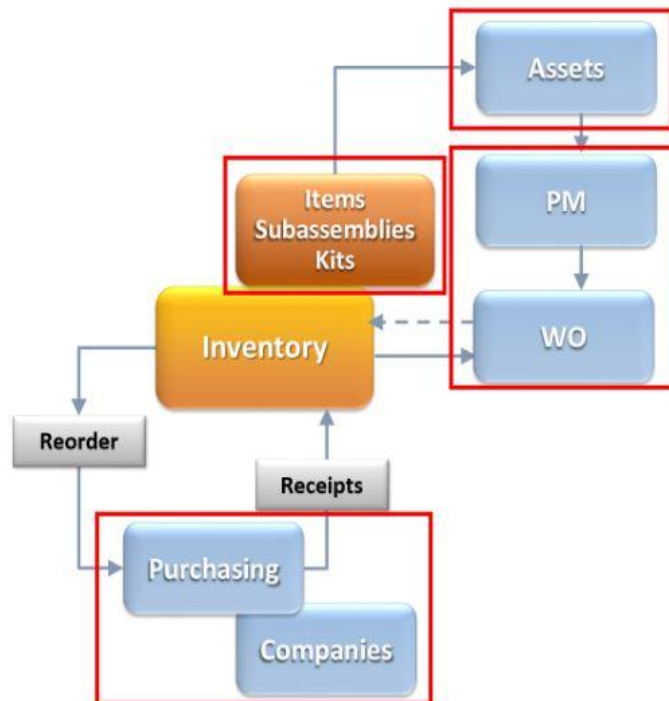 Assets
Items
Subassemblies
Kits
PM
Inventory
WO
Reorder
Receipts
Purchasing
Companies